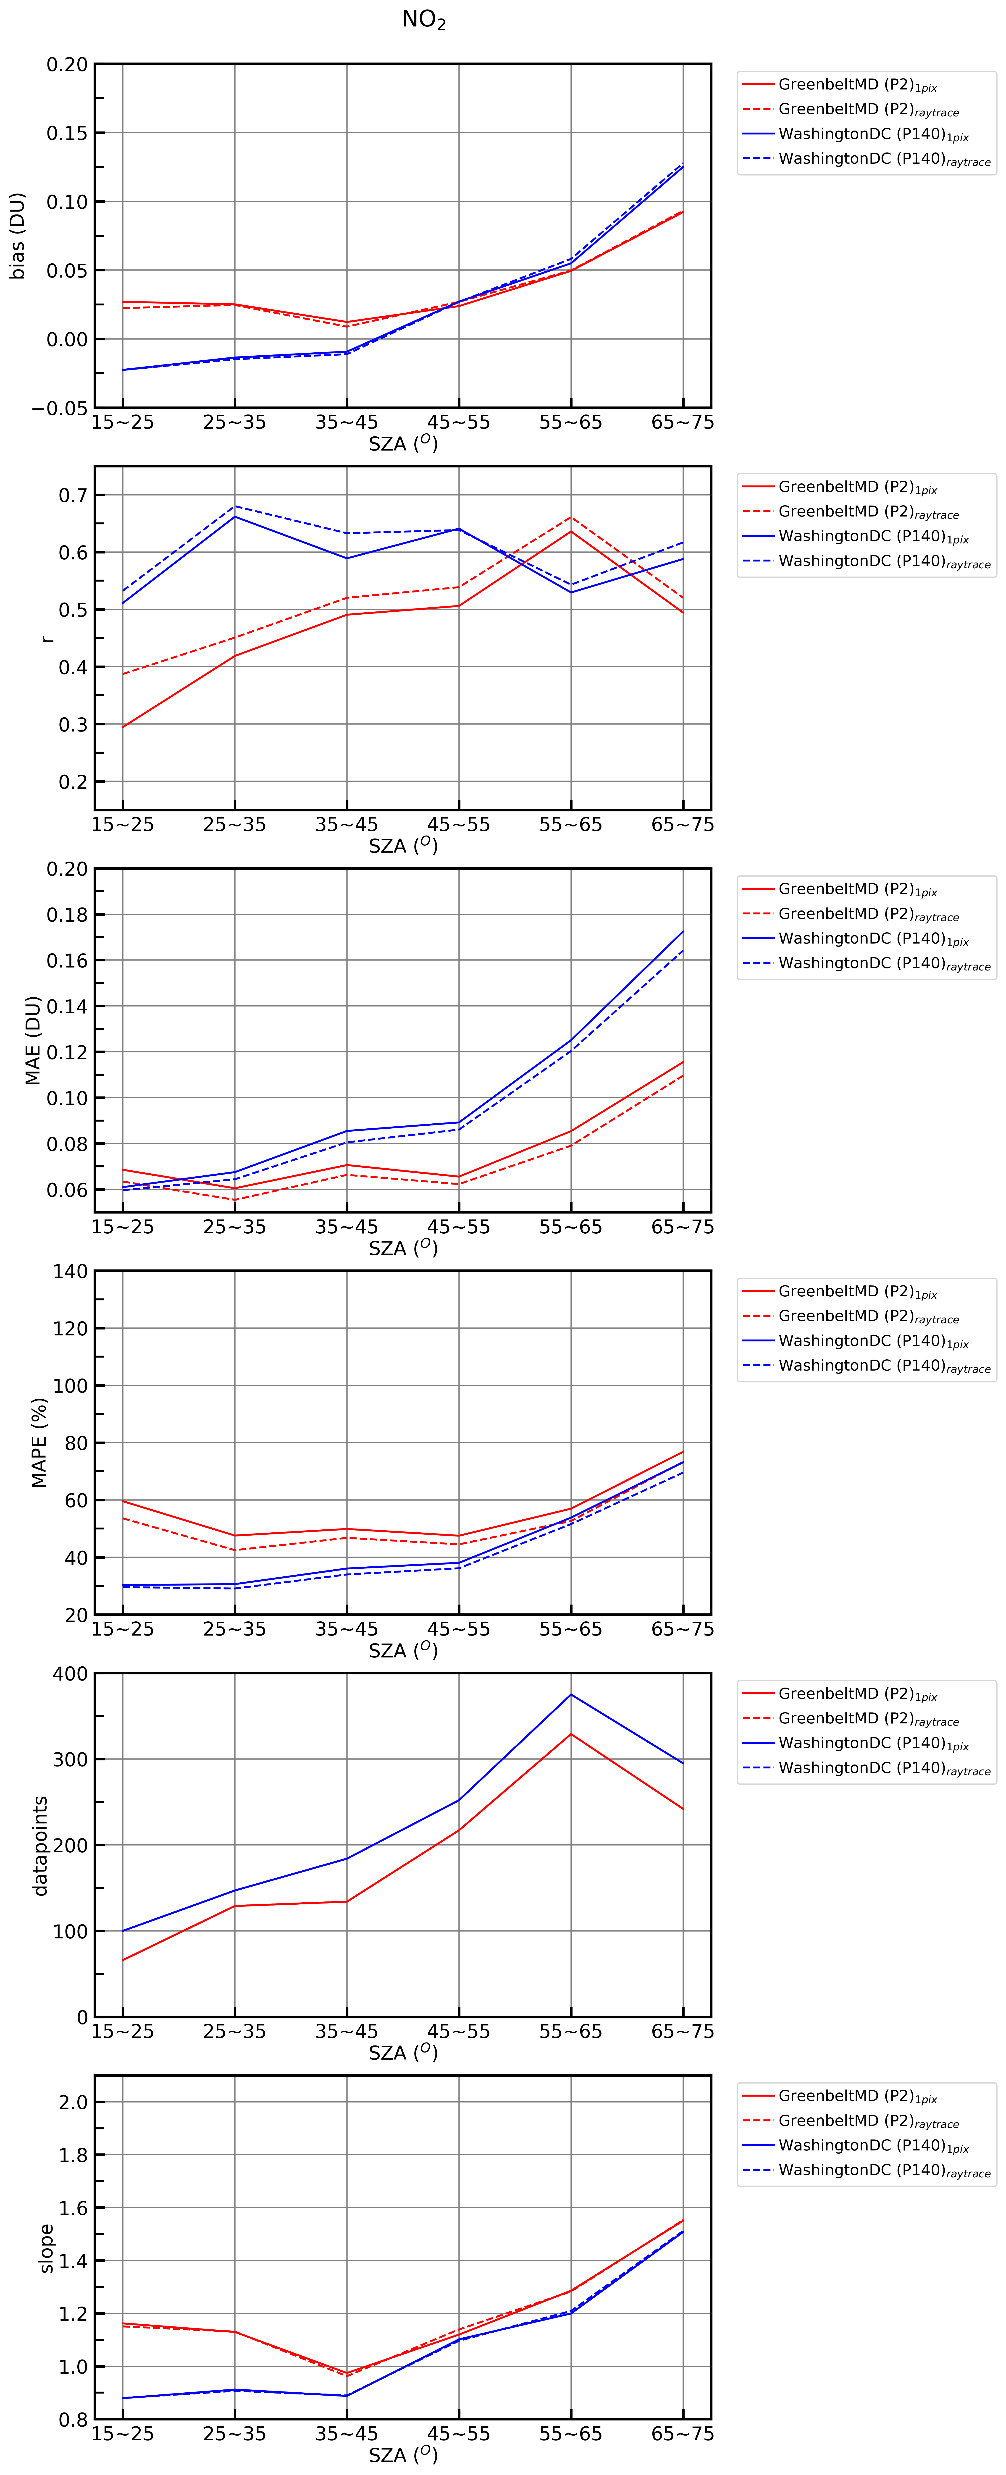 NO₂
0.20
0.15
0.10
0.05
0.00
−0.05
bias (DU)
15~25 25~35 35~45 45~55 55~65 65~75
SZA (ᴼ)
GreenbeltMD (P2)1pix
GreenbeltMD (P2)raytrace
WashingtonDC (P140)1pix
WashingtonDC (P140)raytrace
0.7
0.6
0.5
0.4
0.3
0.2
r
15~25 25~35 35~45 45~55 55~65 65~75
SZA (ᴼ)
GreenbeltMD (P2)1pix
GreenbeltMD (P2)raytrace
WashingtonDC (P140)1pix
WashingtonDC (P140)raytrace
0.20
0.18
0.16
0.14
0.12
0.10
0.08
0.06
MAE (DU)
15~25 25~35 35~45 45~55 55~65 65~75
SZA (ᴼ)
GreenbeltMD (P2)1pix
GreenbeltMD (P2)raytrace
WashingtonDC (P140)1pix
WashingtonDC (P140)raytrace
140
120
100
80
60
40
20
MAPE (%)
15~25 25~35 35~45 45~55 55~65 65~75
SZA (ᴼ)
GreenbeltMD (P2)1pix
GreenbeltMD (P2)raytrace
WashingtonDC (P140)1pix
WashingtonDC (P140)raytrace
400
300
200
100
0
datapoints
15~25 25~35 35~45 45~55 55~65 65~75
SZA (ᴼ)
GreenbeltMD (P2)1pix
GreenbeltMD (P2)raytrace
WashingtonDC (P140)1pix
WashingtonDC (P140)raytrace
2.0
1.8
1.6
1.4
1.2
1.0
0.8
slope
15~25 25~35 35~45 45~55 55~65 65~75
SZA (ᴼ)
GreenbeltMD (P2)1pix
GreenbeltMD (P2)raytrace
WashingtonDC (P140)1pix
WashingtonDC (P140)raytrace